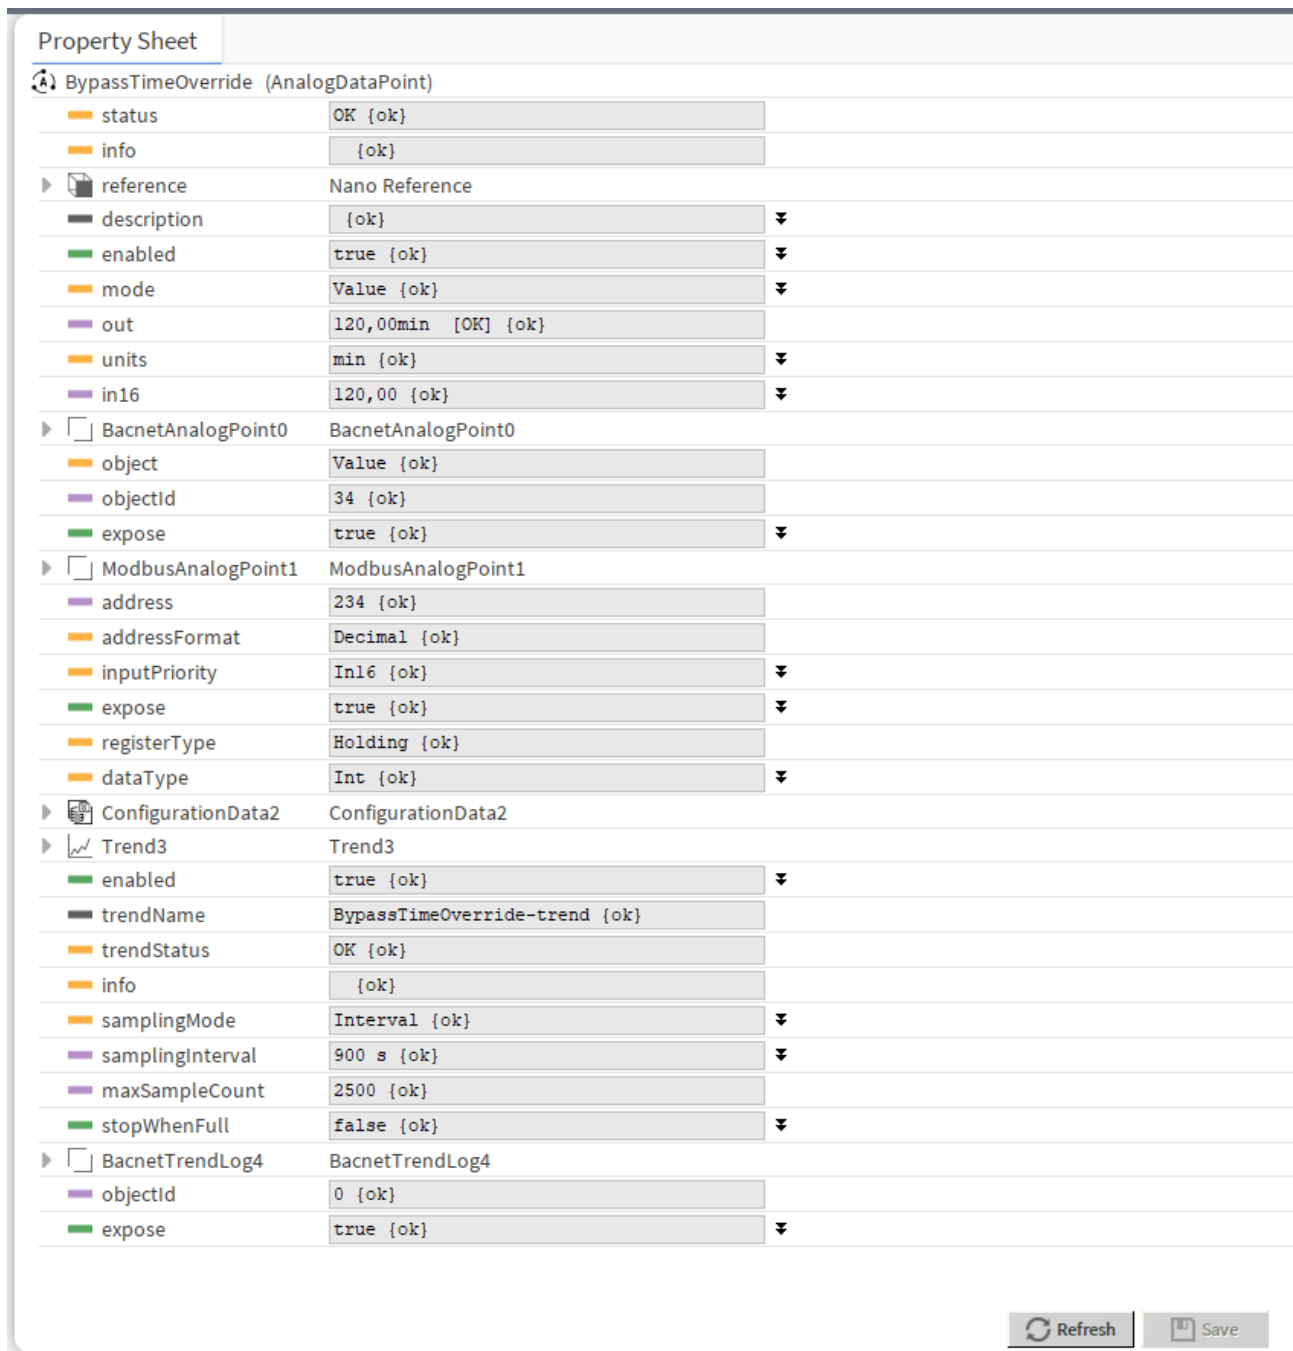 Property Sheet
BypassTimeOverride (AnalogDataPoint)
status OK {ok}
info {ok}
reference Nano Reference
description {ok}
enabled true {ok}
mode Value {ok}
out 120,00min [OK] {ok}
units min {ok}
in16 120,00 {ok}
BacnetAnalogPoint0 BacnetAnalogPoint0
object Value {ok}
objectId 34 {ok}
expose true {ok}
ModbusAnalogPoint1 ModbusAnalogPoint1
address 234 {ok}
addressFormat Decimal {ok}
inputPriority In16 {ok}
expose true {ok}
registerType Holding {ok}
dataType Int {ok}
ConfigurationData2 ConfigurationData2
Trend3 Trend3
enabled true {ok}
trendName BypassTimeOverride-trend {ok}
trendStatus OK {ok}
info {ok}
samplingMode Interval {ok}
samplingInterval 900 s {ok}
maxSampleCount 2500 {ok}
stopWhenFull false {ok}
BacnetTrendLog4 BacnetTrendLog4
objectId 0 {ok}
expose true {ok}
Refresh Save